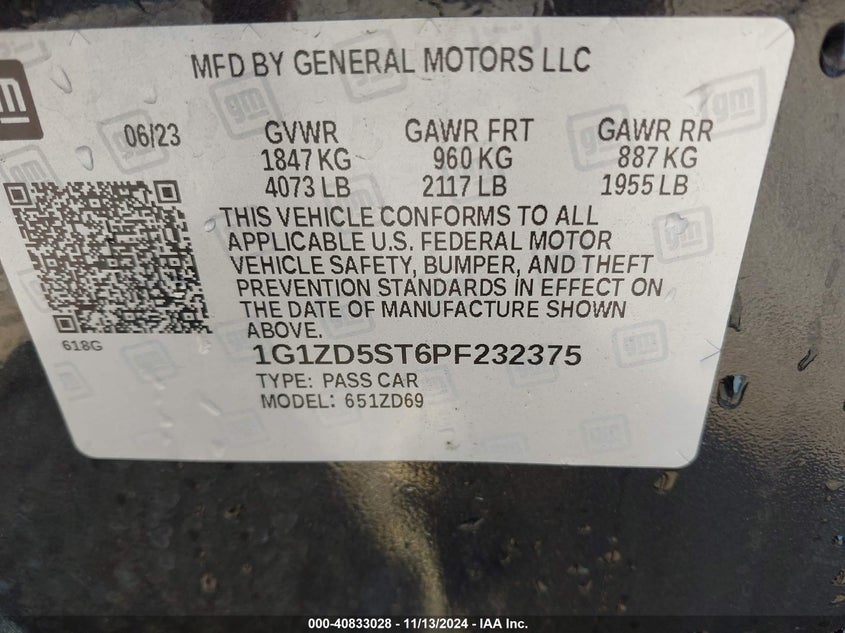 MFD BY GENERAL MOTORS LLC
06/23 GVWR GAWR FRT GAWR RR
1847 KG 960 KG 887 KG
4073 LB 2117 LB 1955 LB
THIS VEHICLE CONFORMS TO ALL
APPLICABLE U.S. FEDERAL MOTOR
VEHICLE SAFETY, BUMPER, AND THEFT
PREVENTION STANDARDS IN EFFECT ON
THE DATE OF MANUFACTURE SHOWN
ABOVE.
618G
1G1ZD5ST6PF232375
TYPE: PASS CAR
MODEL: 651ZD69
000-40833028 - 11/13/2024 - IAA Inc.